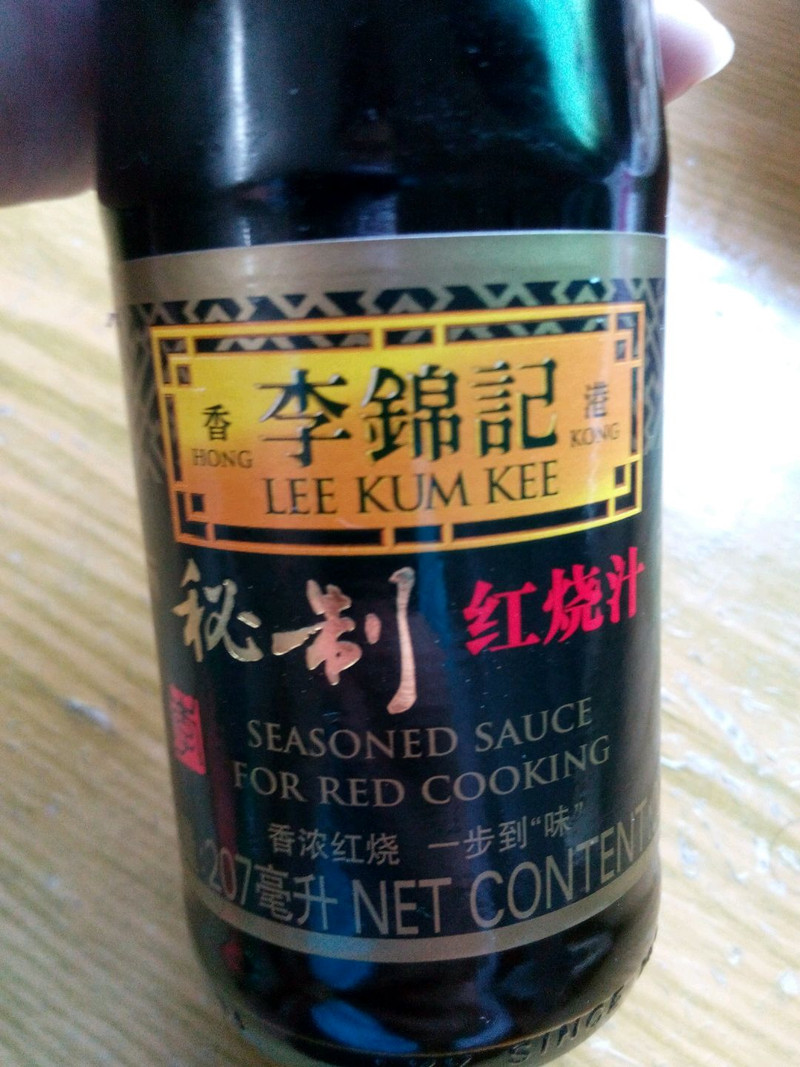 香 李錦記 港
HONG LEE KUM KEE KONG
秘制 红烧汁
SEASONED SAUCE
FOR RED COOKING
香浓红烧 一步到“味”
207毫升 NET CONTENT
SINCE